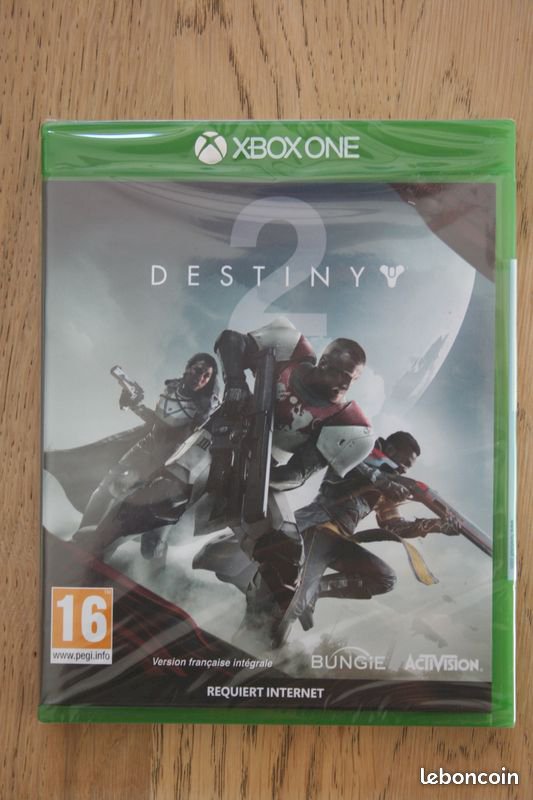 XBOX ONE
2
DESTINY
16
www.pegi.info
Version française intégrale
BUNGiE
ACTIVISION.
REQUIERT INTERNET
leboncoin